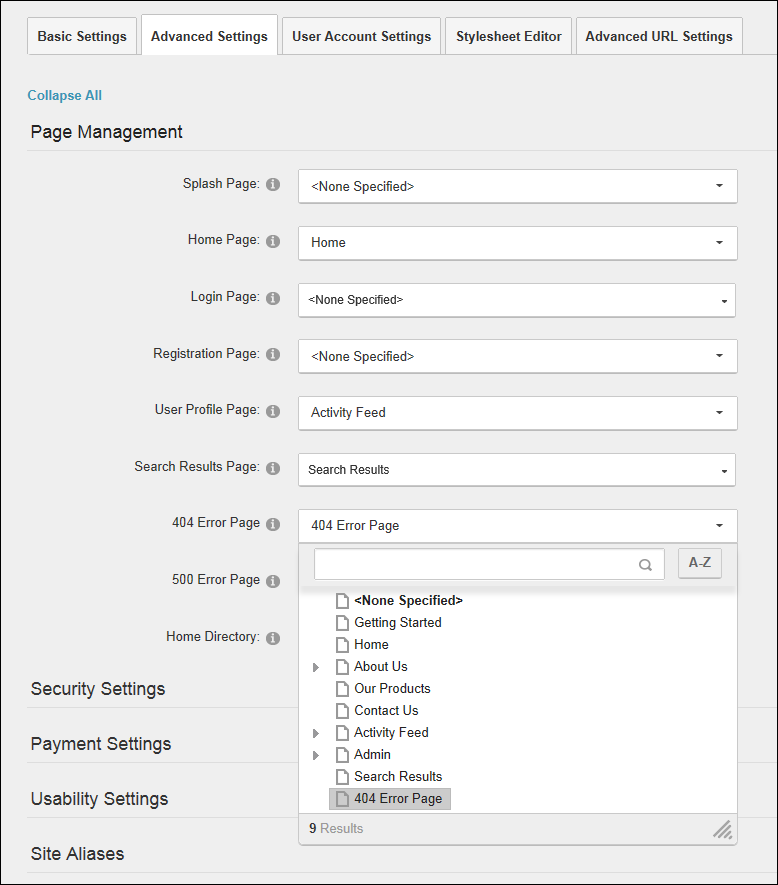 Basic Settings Advanced Settings User Account Settings Stylesheet Editor Advanced URL Settings
Collapse All
Page Management
Splash Page: <None Specified>
Home Page: Home
Login Page: <None Specified>
Registration Page: <None Specified>
User Profile Page: Activity Feed
Search Results Page: Search Results
404 Error Page 404 Error Page
A-Z
500 Error Page
<None Specified>
Getting Started
Home Directory:
Home
About Us
Security Settings
Our Products
Contact Us
Activity Feed
Payment Settings
Admin
Search Results
Usability Settings
404 Error Page
9 Results
Site Aliases